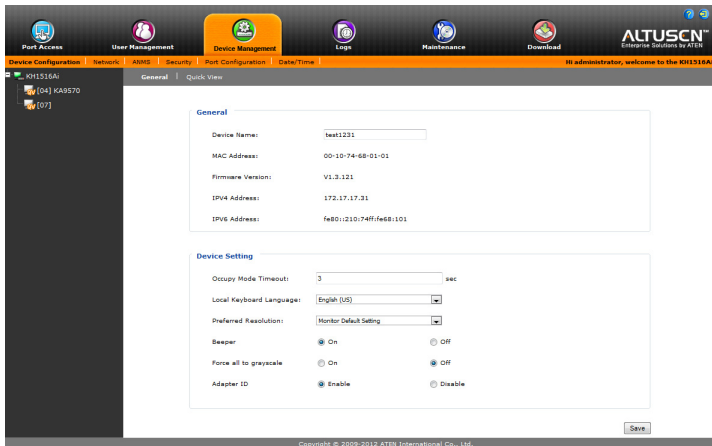 Port Access
User Management
Device Management
Logs
Maintenance
Download
ALTUSCN™
Enterprise Solutions by ATEN
Device Configuration Network ANMS Security Port Configuration Date/Time
Hi administrator, welcome to the KH1516Ai
KH1516Ai
[04] KA9570
[07]
General Quick View
General
Device Name: test1231
MAC Address: 00-10-74-68-01-01
Firmware Version: V1.3.121
IPV4 Address: 172.17.17.31
IPV6 Address: fe80::210:74ff:fe68:101
Device Setting
Occupy Mode Timeout: 3 sec
Local Keyboard Language: English (US)
Preferred Resolution: Monitor Default Setting
Beeper On Off
Force all to grayscale On Off
Adapter ID Enable Disable
Save
Copyright © 2009-2012 ATEN International Co., Ltd.